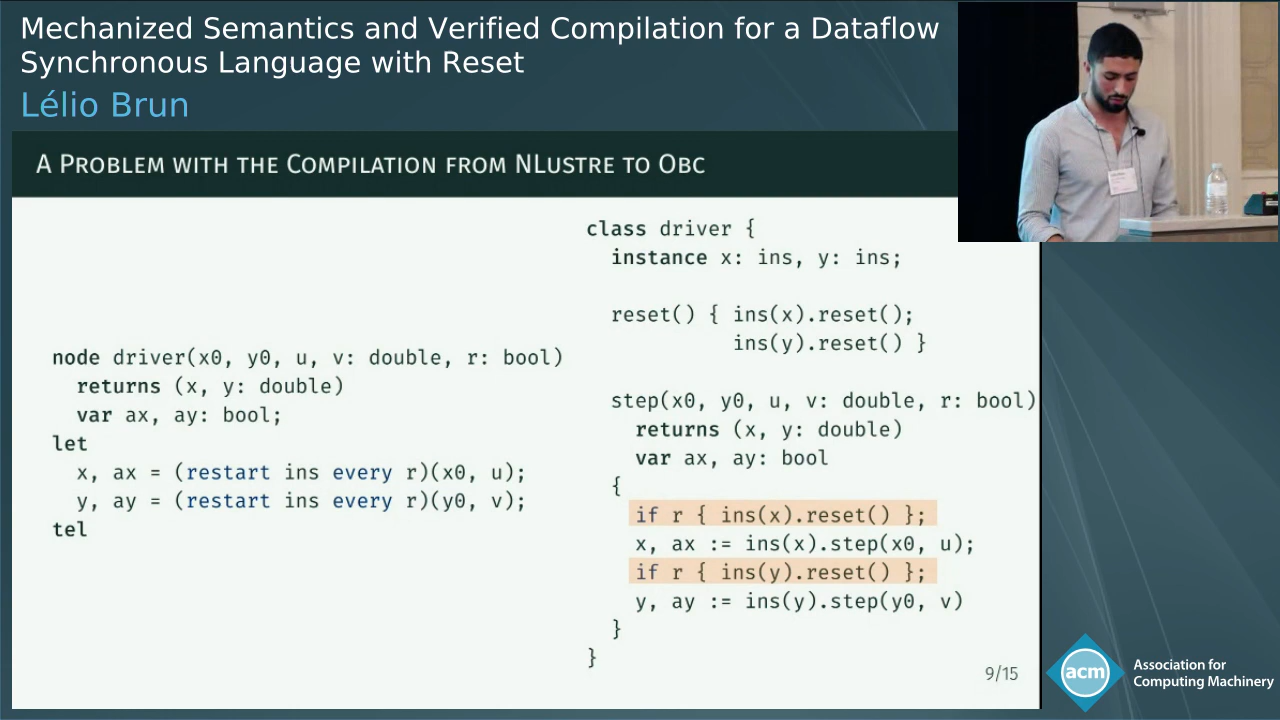 Mechanized Semantics and Verified Compilation for a Dataflow
Synchronous Language with Reset
Lélio Brun
A PROBLEM WITH THE COMPILATION FROM NLUSTRE TO OBC
node driver(x0, y0, u, v: double, r: bool)
returns (x, y: double)
var ax, ay: bool;
let
x, ax = (restart ins every r)(x0, u);
y, ay = (restart ins every r)(y0, v);
tel
class driver {
instance x: ins, y: ins;
reset() { ins(x).reset();
ins(y).reset() }
step(x0, y0, u, v: double, r: bool)
returns (x, y: double)
var ax, ay: bool
{
if r { ins(x).reset() };
x, ax := ins(x).step(x0, u);
if r { ins(y).reset() };
y, ay := ins(y).step(y0, v)
}
}
9/15
acm
Association for
Computing Machinery